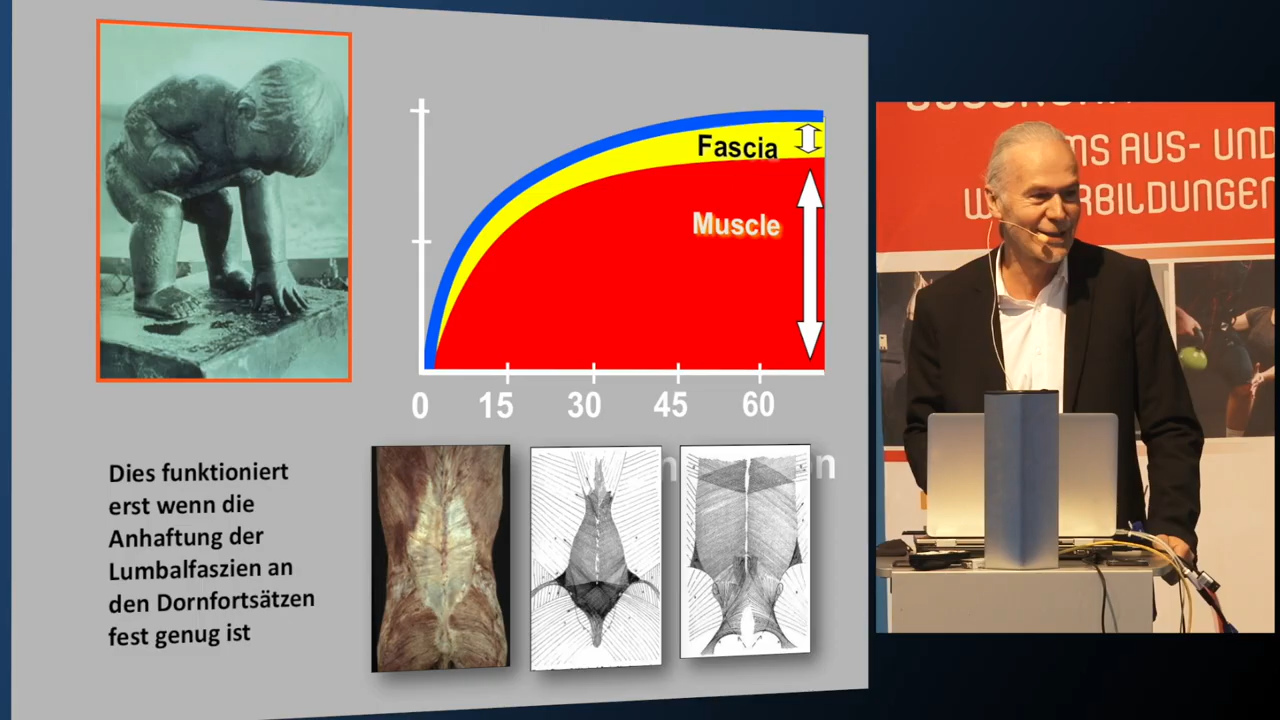 Fascia
Muscle
0 15 30 45 60
n n
Dies funktioniert
erst wenn die
Anhaftung der
Lumbalfaszien an
den Dornfortsätzen
fest genug ist
MS AUS- UND
BILDUNGEN